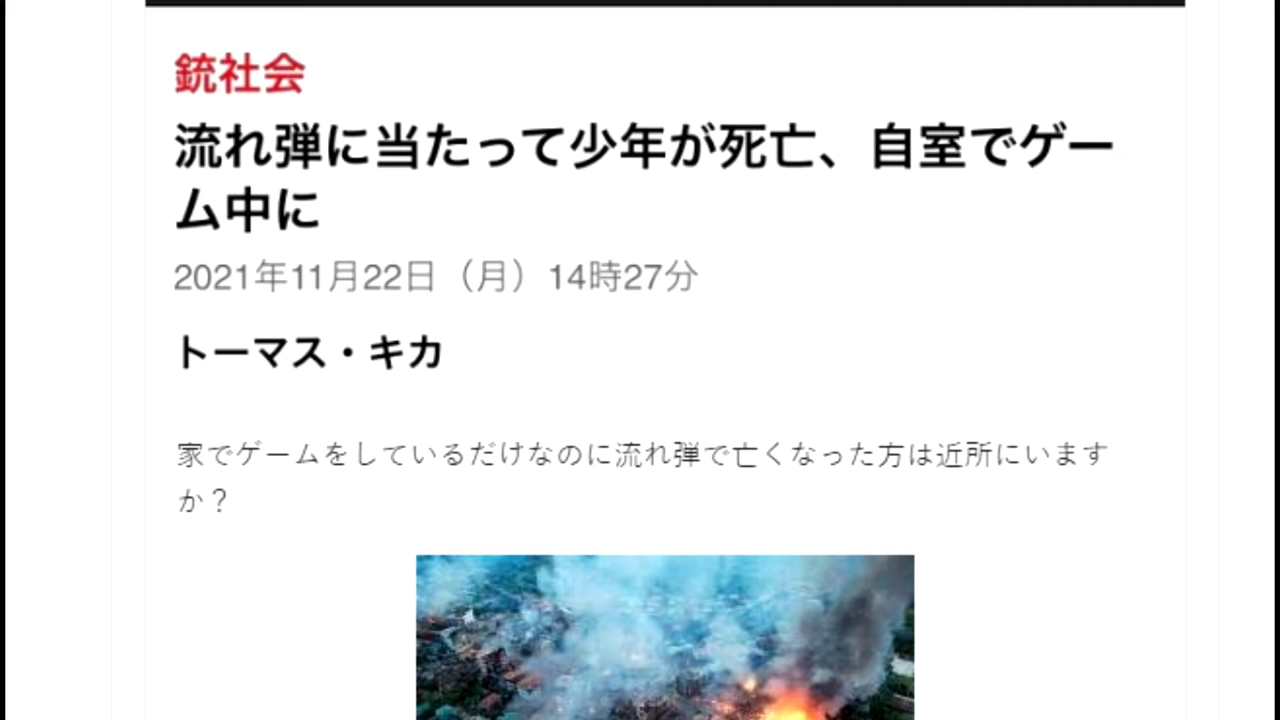 銃社会
流れ弾に当たって少年が死亡、自室でゲー
ム中に
2021年11月22日（月）14時27分
トーマス・キカ
家でゲームをしているだけなのに流れ弾で亡くなった方は近所にいます
か？